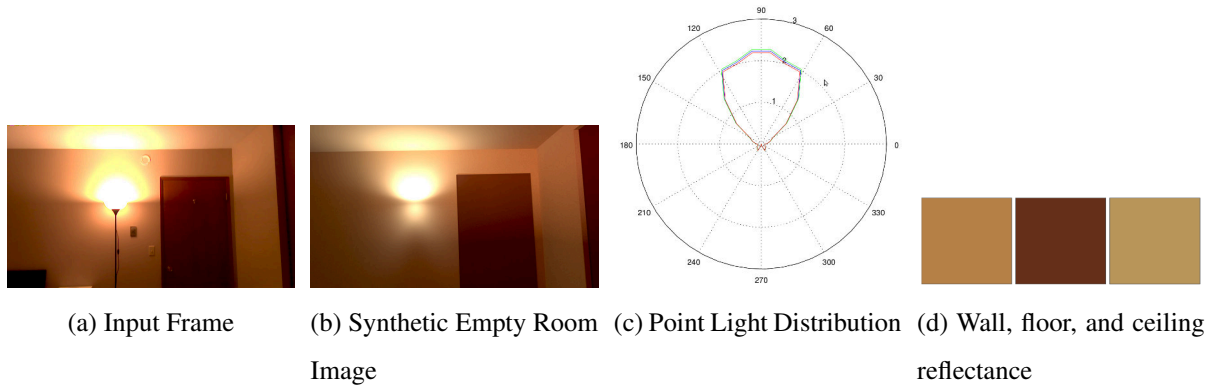 90
120
3
60
2
150
30
1
180
0
210
330
240
300
270
(a) Input Frame
(b) Synthetic Empty Room
Image
(c) Point Light Distribution
(d) Wall, floor, and ceiling
reflectance